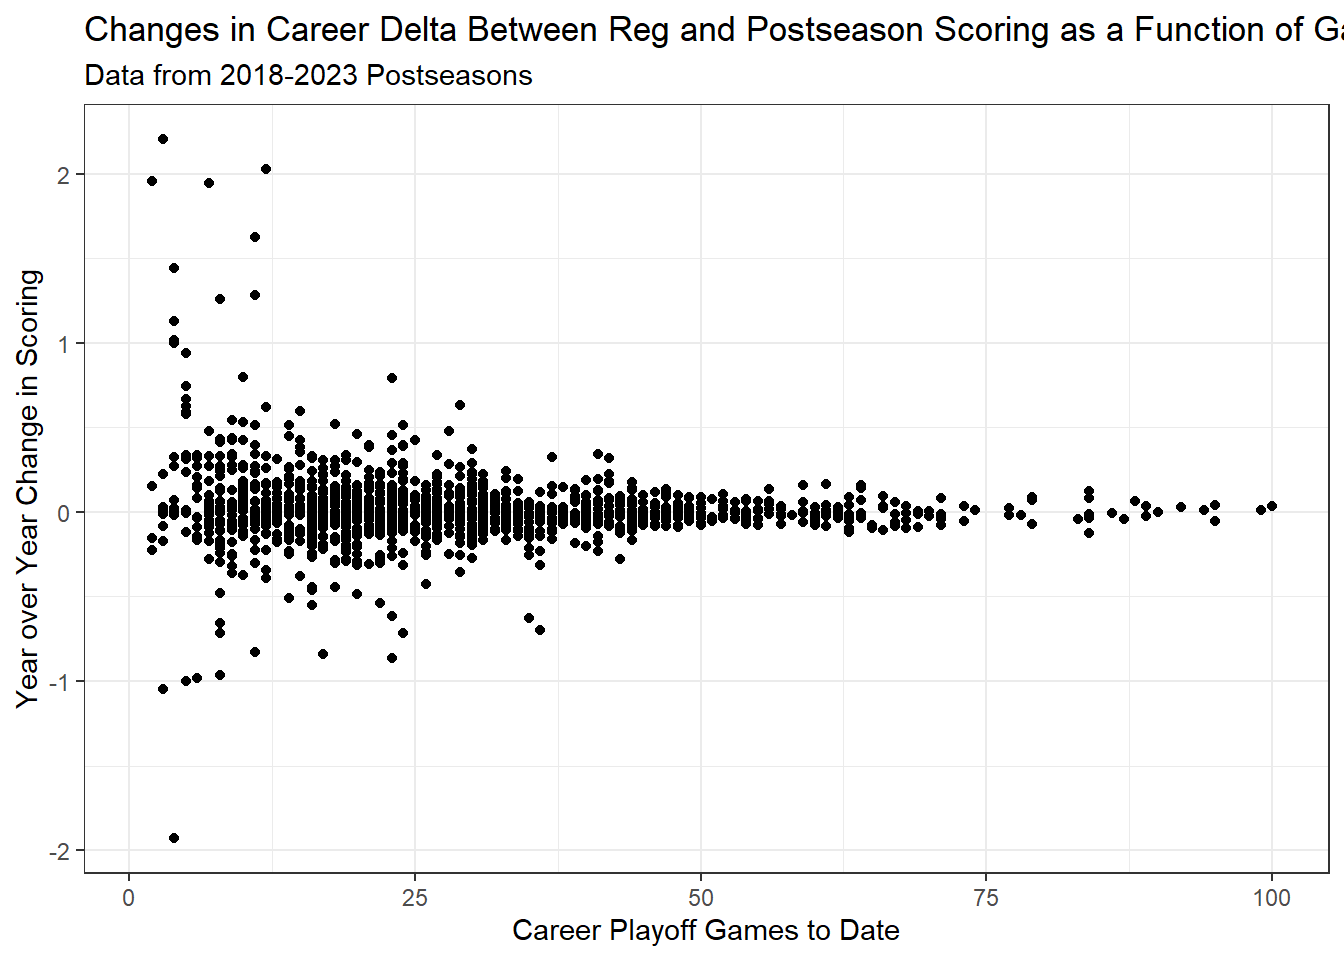 Changes in Career Delta Between Reg and Postseason Scoring as a Function of
Data from 2018-2023 Postseasons
Year over Year Change in Scoring
2
1
0
-1
-2
0
25
50
75
100
Career Playoff Games to Date